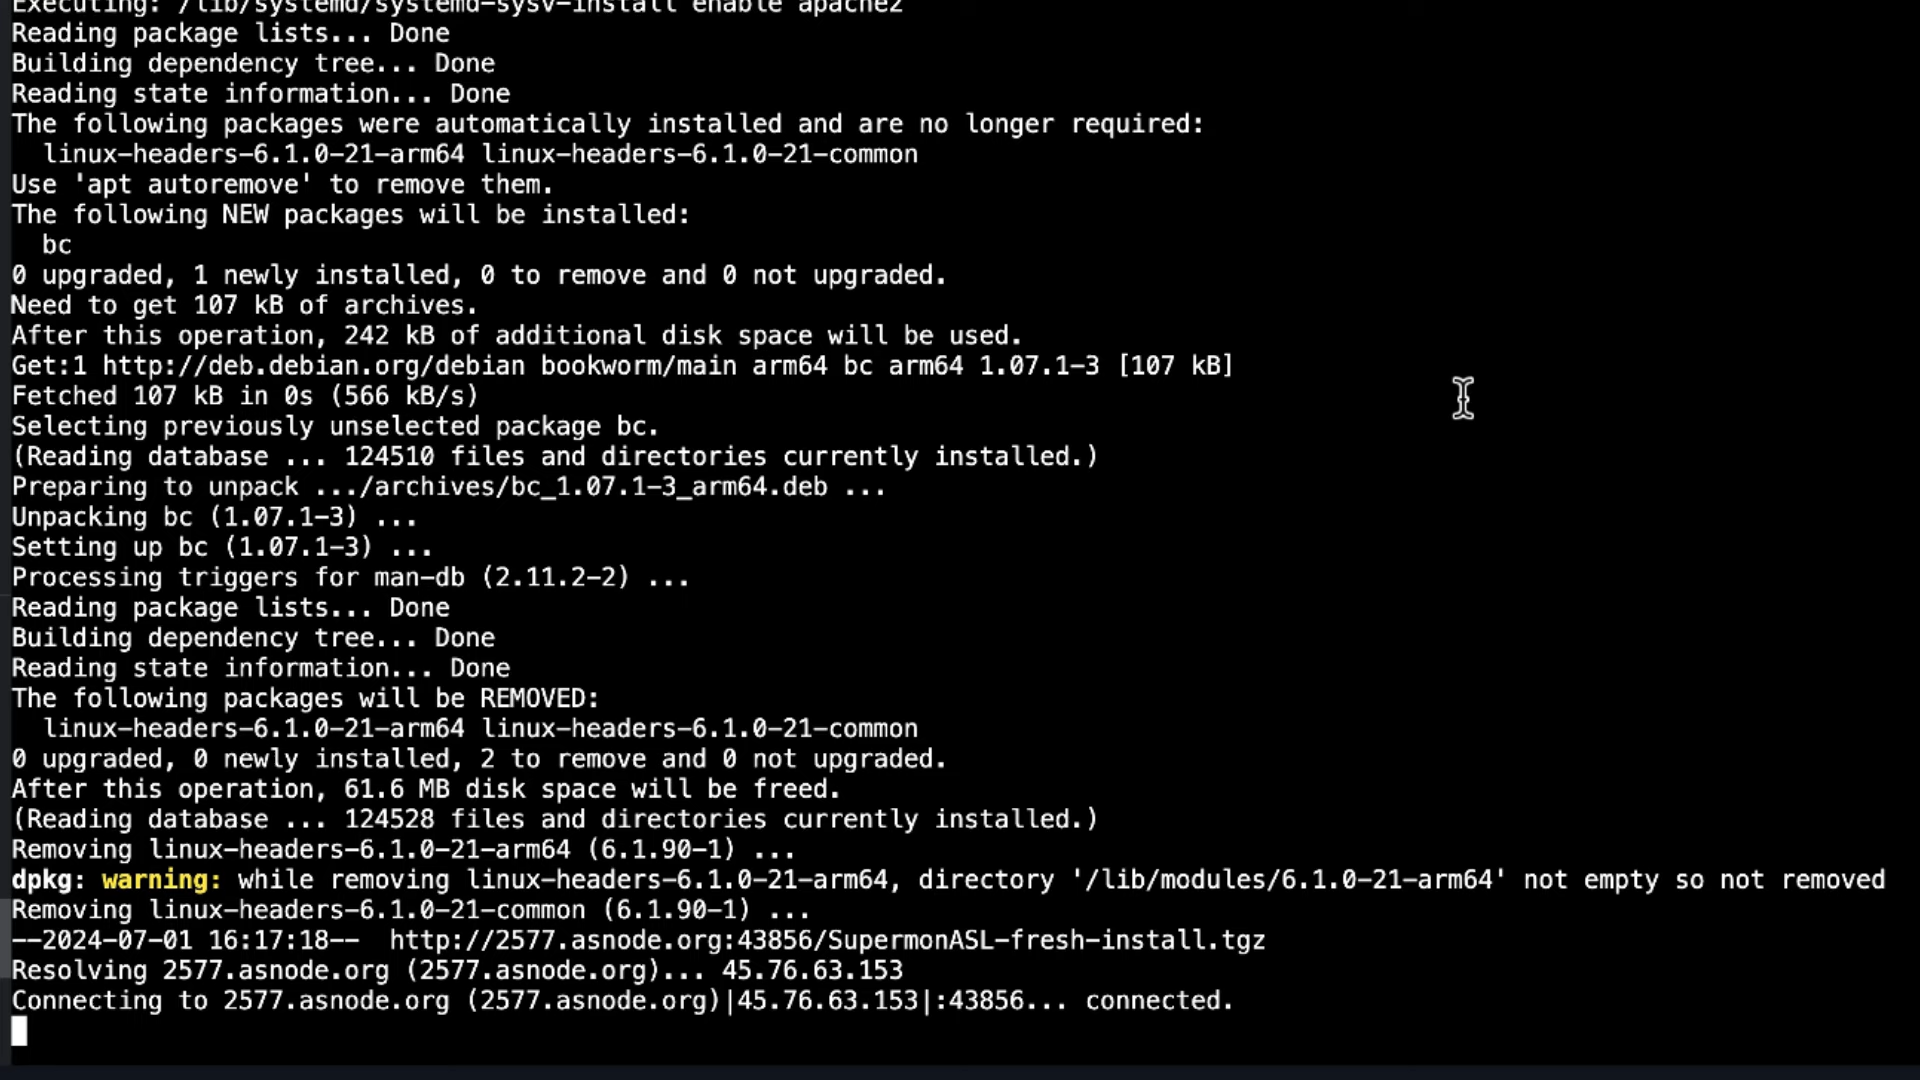 Executing: /lib/systemd/systemd-sysv-install enable apache2
Reading package lists... Done
Building dependency tree... Done
Reading state information... Done
The following packages were automatically installed and are no longer required:
  linux-headers-6.1.0-21-arm64 linux-headers-6.1.0-21-common
Use 'apt autoremove' to remove them.
The following NEW packages will be installed:
  bc
0 upgraded, 1 newly installed, 0 to remove and 0 not upgraded.
Need to get 107 kB of archives.
After this operation, 242 kB of additional disk space will be used.
Get:1 http://deb.debian.org/debian bookworm/main arm64 bc arm64 1.07.1-3 [107 kB]
Fetched 107 kB in 0s (566 kB/s)
Selecting previously unselected package bc.
(Reading database ... 124510 files and directories currently installed.)
Preparing to unpack .../archives/bc_1.07.1-3_arm64.deb ...
Unpacking bc (1.07.1-3) ...
Setting up bc (1.07.1-3) ...
Processing triggers for man-db (2.11.2-2) ...
Reading package lists... Done
Building dependency tree... Done
Reading state information... Done
The following packages will be REMOVED:
  linux-headers-6.1.0-21-arm64 linux-headers-6.1.0-21-common
0 upgraded, 0 newly installed, 2 to remove and 0 not upgraded.
After this operation, 61.6 MB disk space will be freed.
(Reading database ... 124528 files and directories currently installed.)
Removing linux-headers-6.1.0-21-arm64 (6.1.90-1) ...
dpkg: warning: while removing linux-headers-6.1.0-21-arm64, directory '/lib/modules/6.1.0-21-arm64' not empty so not removed
Removing linux-headers-6.1.0-21-common (6.1.90-1) ...
--2024-07-01 16:17:18--  http://2577.asnode.org:43856/SupermonASL-fresh-install.tgz
Resolving 2577.asnode.org (2577.asnode.org)... 45.76.63.153
Connecting to 2577.asnode.org (2577.asnode.org)|45.76.63.153|:43856... connected.